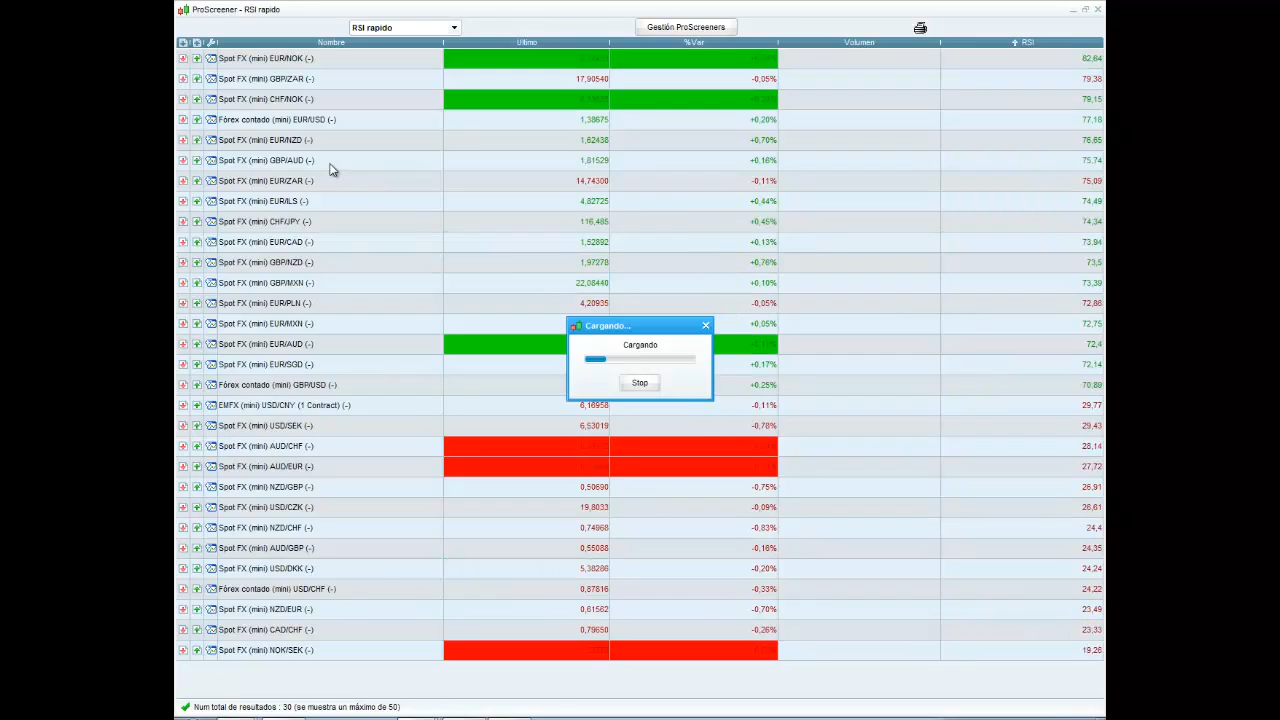 ProScreener - RSI rapido
RSI rapido Gestión ProScreeners
Nombre Ultimo %Var Volumen RSI
Spot FX (mini) EUR/NOK (-) 82,64
Spot FX (mini) GBP/ZAR (-) 17,90540 -0,05% 79,38
Spot FX (mini) CHF/NOK (-) 79,15
Fórex contado (mini) EUR/USD (-) 1,38675 +0,20% 77,18
Spot FX (mini) EUR/NZD (-) 1,62438 +0,70% 76,65
Spot FX (mini) GBP/AUD (-) 1,81529 +0,16% 75,74
Spot FX (mini) EUR/ZAR (-) 14,74300 -0,11% 75,09
Spot FX (mini) EUR/ILS (-) 4,82725 +0,44% 74,49
Spot FX (mini) CHF/JPY (-) 116,485 +0,45% 74,34
Spot FX (mini) EUR/CAD (-) 1,52892 +0,13% 73,94
Spot FX (mini) GBP/NZD (-) 1,97278 +0,76% 73,5
Spot FX (mini) GBP/MXN (-) 22,08440 +0,10% 73,39
Spot FX (mini) EUR/PLN (-) 4,20935 -0,05% 72,86
Spot FX (mini) EUR/MXN (-) +0,05% 72,75
Spot FX (mini) EUR/AUD (-) 72,4
Spot FX (mini) EUR/SGD (-) +0,17% 72,14
Fórex contado (mini) GBP/USD (-) +0,25% 70,89
EMFX (mini) USD/CNY (1 Contract) (-) 6,16958 -0,11% 29,77
Spot FX (mini) USD/SEK (-) 6,53019 -0,78% 29,43
Spot FX (mini) AUD/CHF (-) 28,14
Spot FX (mini) AUD/EUR (-) 27,72
Spot FX (mini) NZD/GBP (-) 0,50690 -0,75% 26,91
Spot FX (mini) USD/CZK (-) 19,8033 -0,09% 26,61
Spot FX (mini) NZD/CHF (-) 0,74968 -0,83% 24,4
Spot FX (mini) AUD/GBP (-) 0,55088 -0,16% 24,35
Spot FX (mini) USD/DKK (-) 5,38286 -0,20% 24,24
Fórex contado (mini) USD/CHF (-) 0,87816 -0,33% 24,22
Spot FX (mini) NZD/EUR (-) 0,61562 -0,70% 23,49
Spot FX (mini) CAD/CHF (-) 0,79650 -0,26% 23,33
Spot FX (mini) NOK/SEK (-) 19,26
Cargando...
Cargando
Stop
Num total de resultados : 30 (se muestra un máximo de 50)